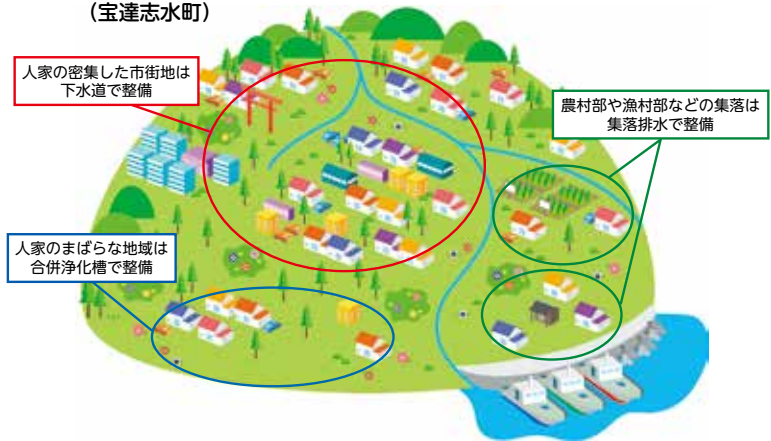 （宝達志水町）
人家の密集した市街地は
下水道で整備
農村部や漁村部などの集落は
集落排水で整備
人家のまばらな地域は
合併浄化槽で整備